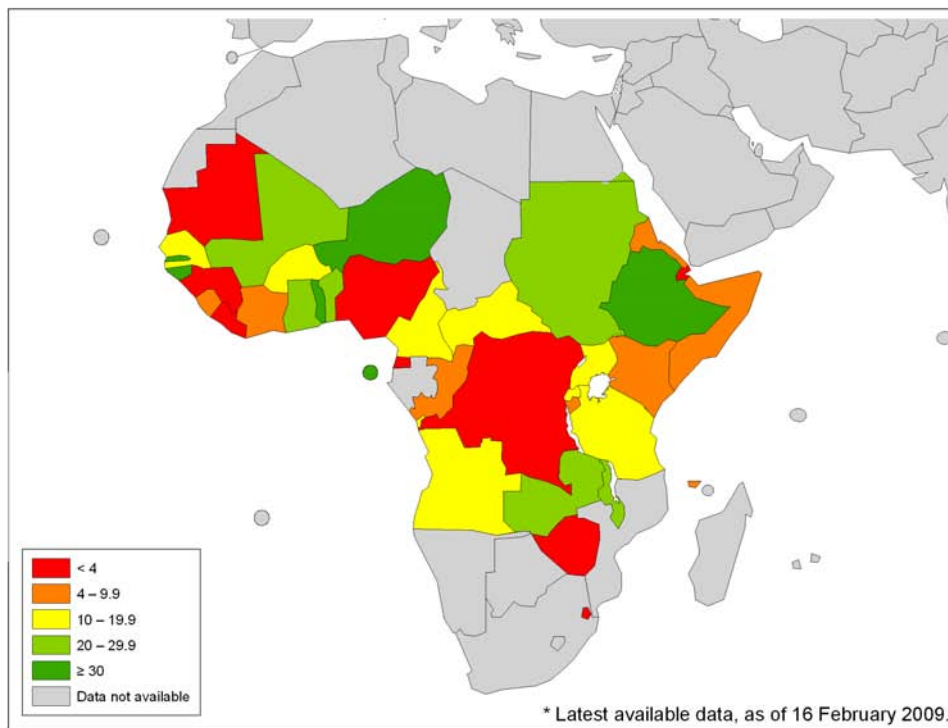 < 4
4 – 9.9
10 – 19.9
20 – 29.9
≥ 30
Data not available
* Latest available data, as of 16 February 2009.